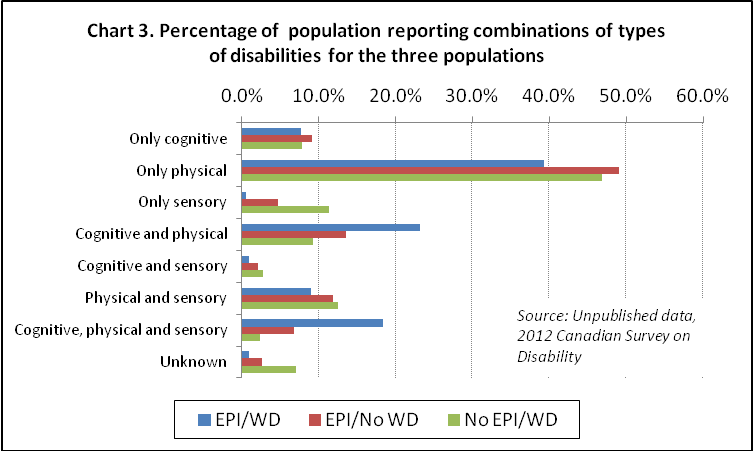 Chart 3. Percentage of population reporting combinations of types
of disabilities for the three populations
0.0% 10.0% 20.0% 30.0% 40.0% 50.0% 60.0%
Only cognitive
Only physical
Only sensory
Cognitive and physical
Cognitive and sensory
Physical and sensory
Cognitive, physical and sensory
Unknown
Source: Unpublished data,
2012 Canadian Survey on
Disability
EPI/WD EPI/No WD No EPI/WD